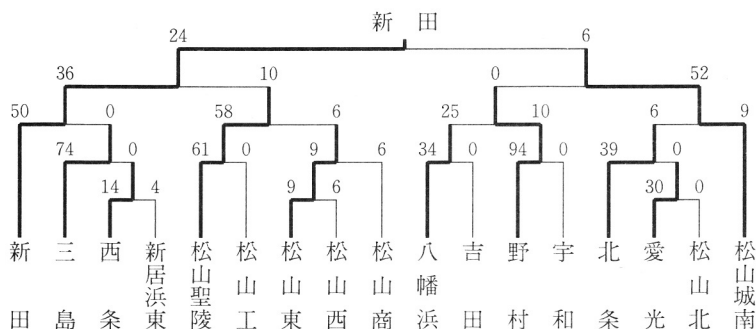 新田
24 6
36 10 0 52
50 0 58 6 25 10 6 9
74 0 61 0 9 6 34 0 94 0 39 0
14 4 9 6 30 0
新田
三島
西条
新居浜東
松山聖陵
松山工
松山東
松山西
松山商
八幡浜
吉田
野村
宇和
北条
愛光
松山北
松山城南